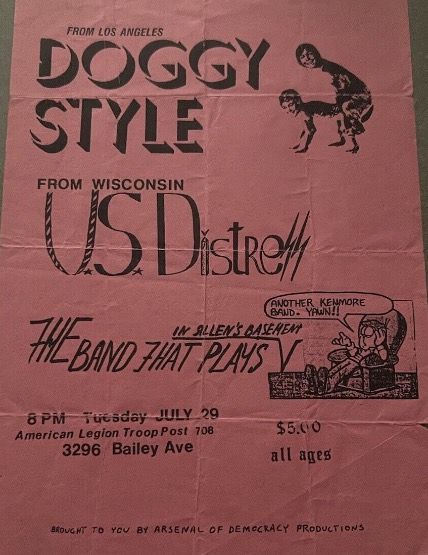 FROM LOS ANGELES
DOGGY
STYLE
FROM WISCONSIN
U.S. Distress
ANOTHER KENMORE
BAND. YAWN!!
IN ALLEN'S BASEMENT
THE BAND THAT PLAYS
8 PM Tuesday JULY 29
American Legion Troop Post 708
3296 Bailey Ave
$5.00
all ages
BROUGHT TO YOU BY ARSENAL OF DEMOCRACY PRODUCTIONS